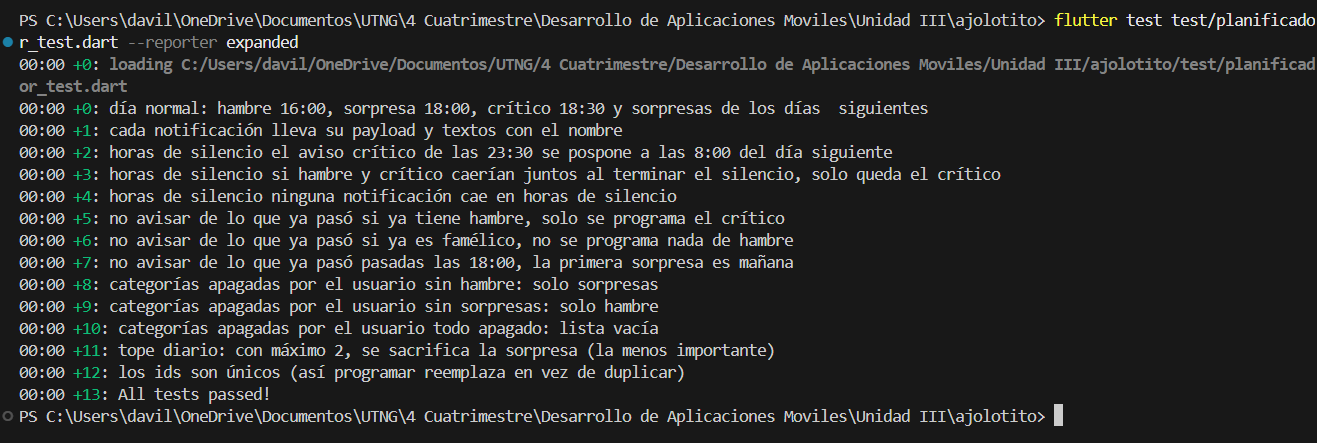 PS C:\Users\davil\OneDrive\Documentos\UTNG\4 Cuatrimestre\Desarrollo de Aplicaciones Moviles\Unidad III\ajolotito> flutter test test/planificado
r_test.dart --reporter expanded
00:00 +0: loading C:/Users/davil/OneDrive/Documentos/UTNG/4 Cuatrimestre/Desarrollo de Aplicaciones Moviles/Unidad III/ajolotito/test/planificad
or_test.dart
00:00 +0: día normal: hambre 16:00, sorpresa 18:00, crítico 18:30 y sorpresas de los días  siguientes
00:00 +1: cada notificación lleva su payload y textos con el nombre
00:00 +2: horas de silencio el aviso crítico de las 23:30 se pospone a las 8:00 del día siguiente
00:00 +3: horas de silencio si hambre y crítico caerían juntos al terminar el silencio, solo queda el crítico
00:00 +4: horas de silencio ninguna notificación cae en horas de silencio
00:00 +5: no avisar de lo que ya pasó si ya tiene hambre, solo se programa el crítico
00:00 +6: no avisar de lo que ya pasó si ya es famélico, no se programa nada de hambre
00:00 +7: no avisar de lo que ya pasó pasadas las 18:00, la primera sorpresa es mañana
00:00 +8: categorías apagadas por el usuario sin hambre: solo sorpresas
00:00 +9: categorías apagadas por el usuario sin sorpresas: solo hambre
00:00 +10: categorías apagadas por el usuario todo apagado: lista vacía
00:00 +11: tope diario: con máximo 2, se sacrifica la sorpresa (la menos importante)
00:00 +12: los ids son únicos (así programar reemplaza en vez de duplicar)
00:00 +13: All tests passed!
PS C:\Users\davil\OneDrive\Documentos\UTNG\4 Cuatrimestre\Desarrollo de Aplicaciones Moviles\Unidad III\ajolotito>